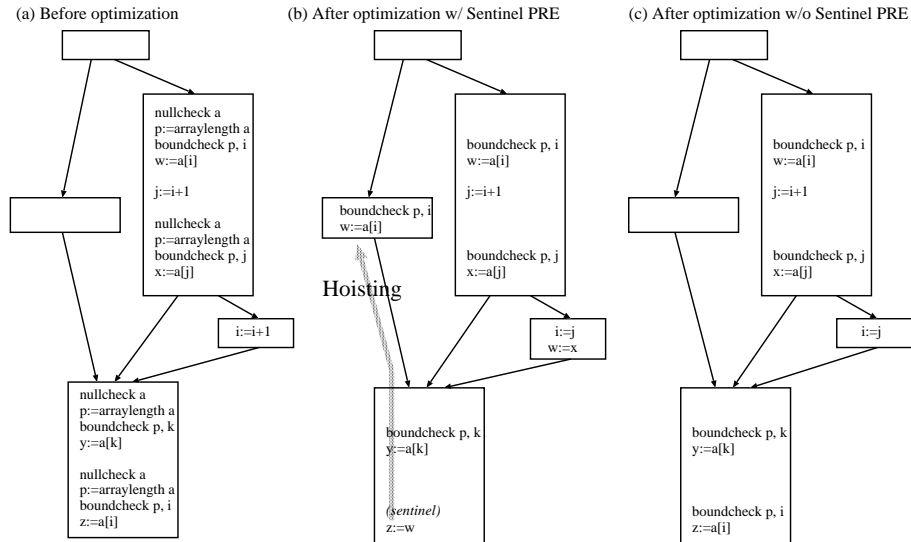 (a) Before optimization
nullcheck a
p:=arraylength a
boundcheck p, i
w:=a[i]
j:=i+1
nullcheck a
p:=arraylength a
boundcheck p, j
x:=a[j]
i:=i+1
nullcheck a
p:=arraylength a
boundcheck p, k
y:=a[k]
nullcheck a
p:=arraylength a
boundcheck p, i
z:=a[i]
(b) After optimization w/ Sentinel PRE
boundcheck p, i
w:=a[i]
j:=i+1
boundcheck p, i
w:=a[i]
Hoisting
boundcheck p, j
x:=a[j]
i:=j
w:=x
boundcheck p, k
y:=a[k]
(sentinel)
z:=w
(c) After optimization w/o Sentinel PRE
boundcheck p, i
w:=a[i]
j:=i+1
boundcheck p, j
x:=a[j]
i:=j
boundcheck p, k
y:=a[k]
boundcheck p, i
z:=a[i]